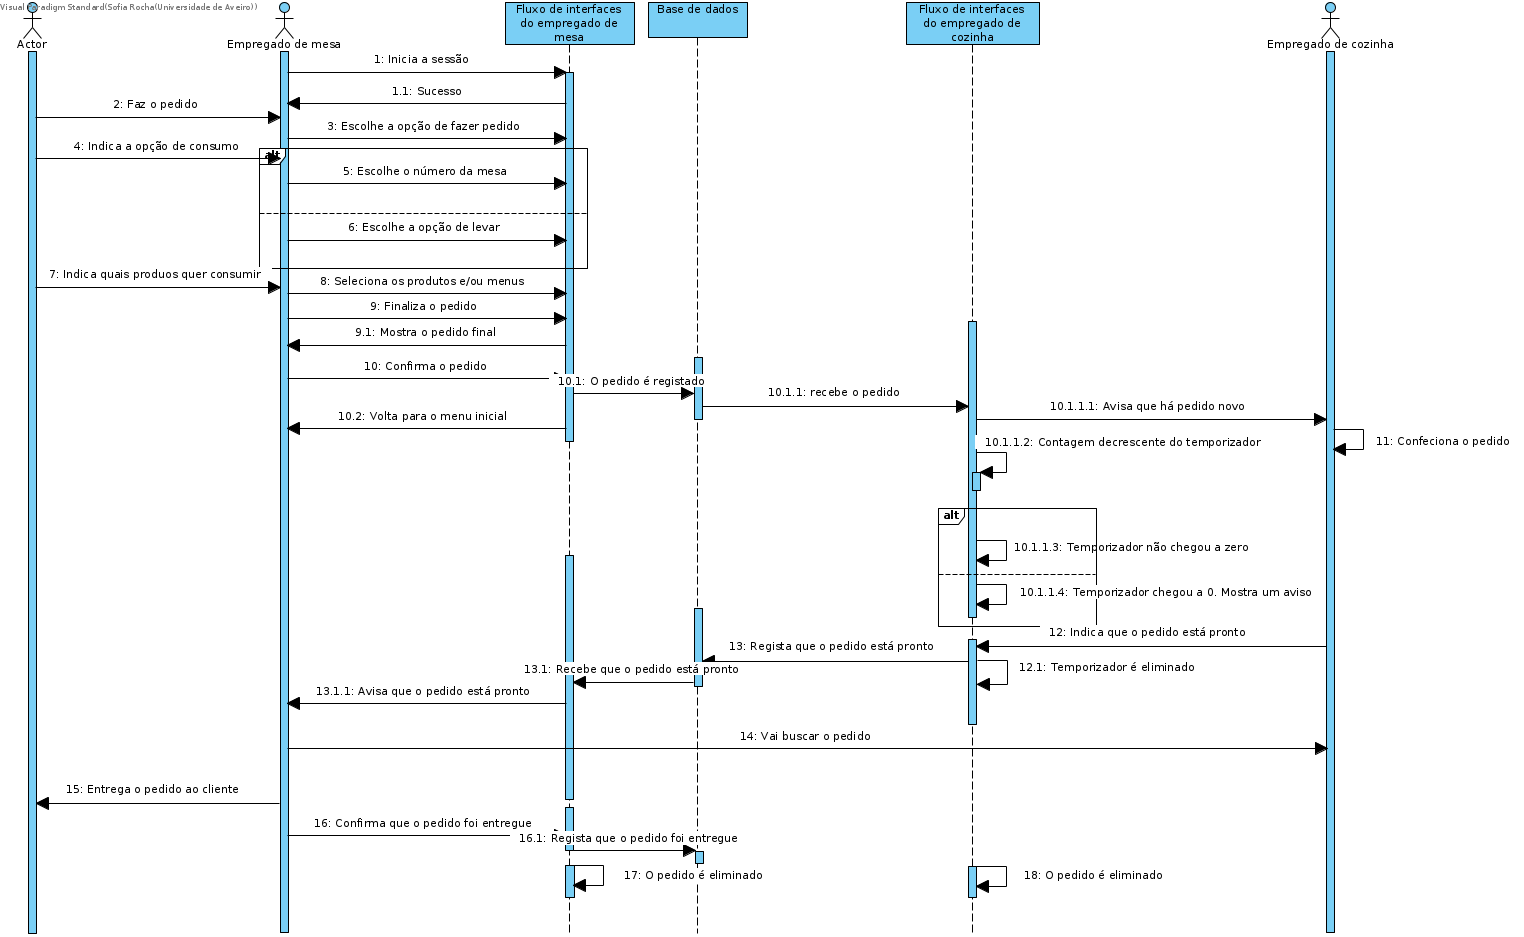 Visual Paradigm Standard(Sofia Rocha(Universidade de Aveiro))
Actor
Empregado de mesa
Fluxo de interfaces
do empregado de
mesa
Base de dados
Fluxo de interfaces
do empregado de
cozinha
Empregado de cozinha
1: Inicia a sessão
1.1: Sucesso
2: Faz o pedido
3: Escolhe a opção de fazer pedido
4: Indica a opção de consumo
alt
5: Escolhe o número da mesa
6: Escolhe a opção de levar
7: Indica quais produos quer consumir
8: Seleciona os produtos e/ou menus
9: Finaliza o pedido
9.1: Mostra o pedido final
10: Confirma o pedido
10.1: O pedido é registado
10.1.1: recebe o pedido
10.1.1.1: Avisa que há pedido novo
10.2: Volta para o menu inicial
10.1.1.2: Contagem decrescente do temporizador
11: Confeciona o pedido
alt
10.1.1.3: Temporizador não chegou a zero
10.1.1.4: Temporizador chegou a 0. Mostra um aviso
12: Indica que o pedido está pronto
13: Regista que o pedido está pronto
12.1: Temporizador é eliminado
13.1: Recebe que o pedido está pronto
13.1.1: Avisa que o pedido está pronto
14: Vai buscar o pedido
15: Entrega o pedido ao cliente
16: Confirma que o pedido foi entregue
16.1: Regista que o pedido foi entregue
17: O pedido é eliminado
18: O pedido é eliminado